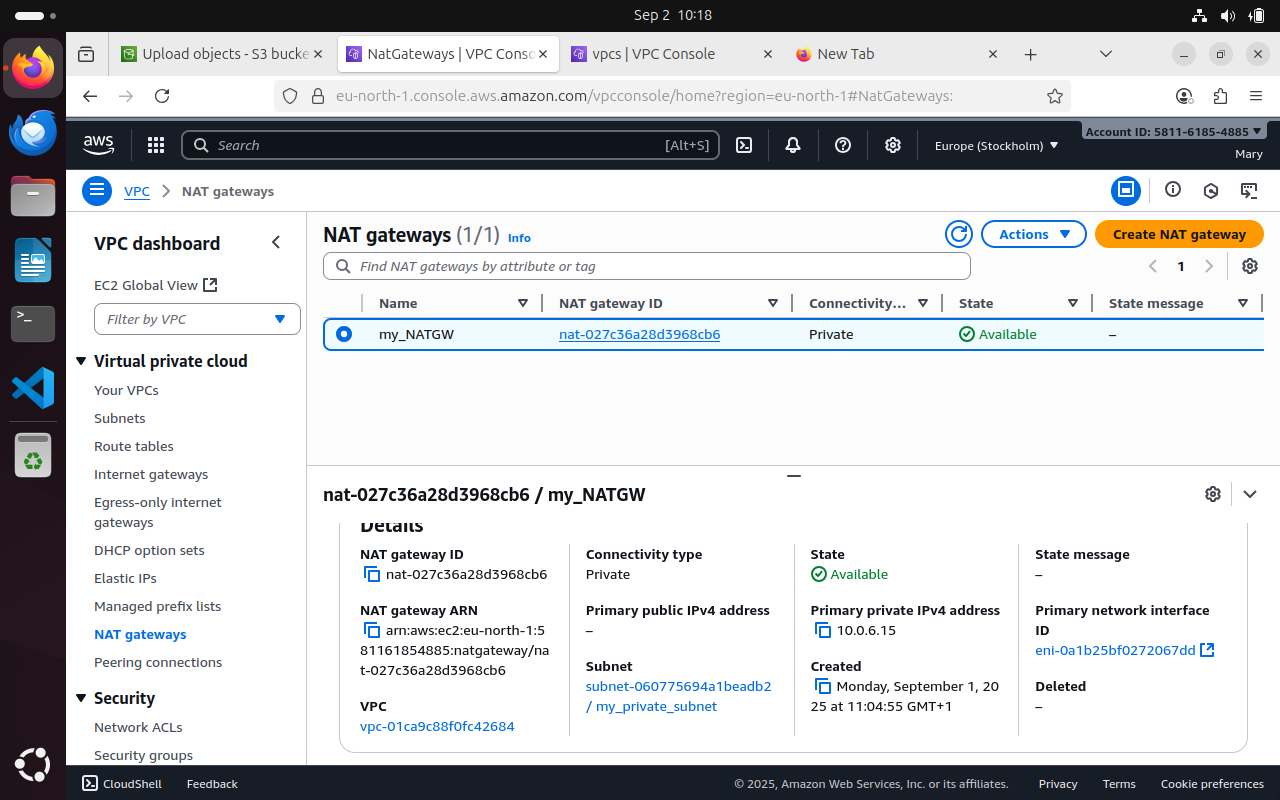 Sep 2 10:18
Upload objects - S3 bucke
NatGateways | VPC Conso
vpcs | VPC Console
New Tab
eu-north-1.console.aws.amazon.com/vpcconsole/home?region=eu-north-1#NatGateways:
aws
Search
[Alt+S]
Europe (Stockholm)
Account ID: 5811-6185-4885
Mary
VPC
NAT gateways
VPC dashboard
EC2 Global View
Filter by VPC
Virtual private cloud
Your VPCs
Subnets
Route tables
Internet gateways
Egress-only internet
gateways
DHCP option sets
Elastic IPs
Managed prefix lists
NAT gateways
Peering connections
Security
Network ACLs
Security groups
NAT gateways (1/1) Info
Actions
Create NAT gateway
Find NAT gateways by attribute or tag
1
Name
NAT gateway ID
Connectivity...
State
State message
my_NATGW
nat-027c36a28d3968cb6
Private
Available
–
nat-027c36a28d3968cb6 / my_NATGW
Details
NAT gateway ID
nat-027c36a28d3968cb6
NAT gateway ARN
arn:aws:ec2:eu-north-1:5
81161854885:natgateway/na
t-027c36a28d3968cb6
VPC
vpc-01ca9c88f0fc42684
Connectivity type
Private
Primary public IPv4 address
–
Subnet
subnet-060775694a1beadb2
/ my_private_subnet
State
Available
Primary private IPv4 address
10.0.6.15
Created
Monday, September 1, 20
25 at 11:04:55 GMT+1
State message
–
Primary network interface
ID
eni-0a1b25bf0272067dd
Deleted
–
CloudShell
Feedback
© 2025, Amazon Web Services, Inc. or its affiliates.
Privacy
Terms
Cookie preferences